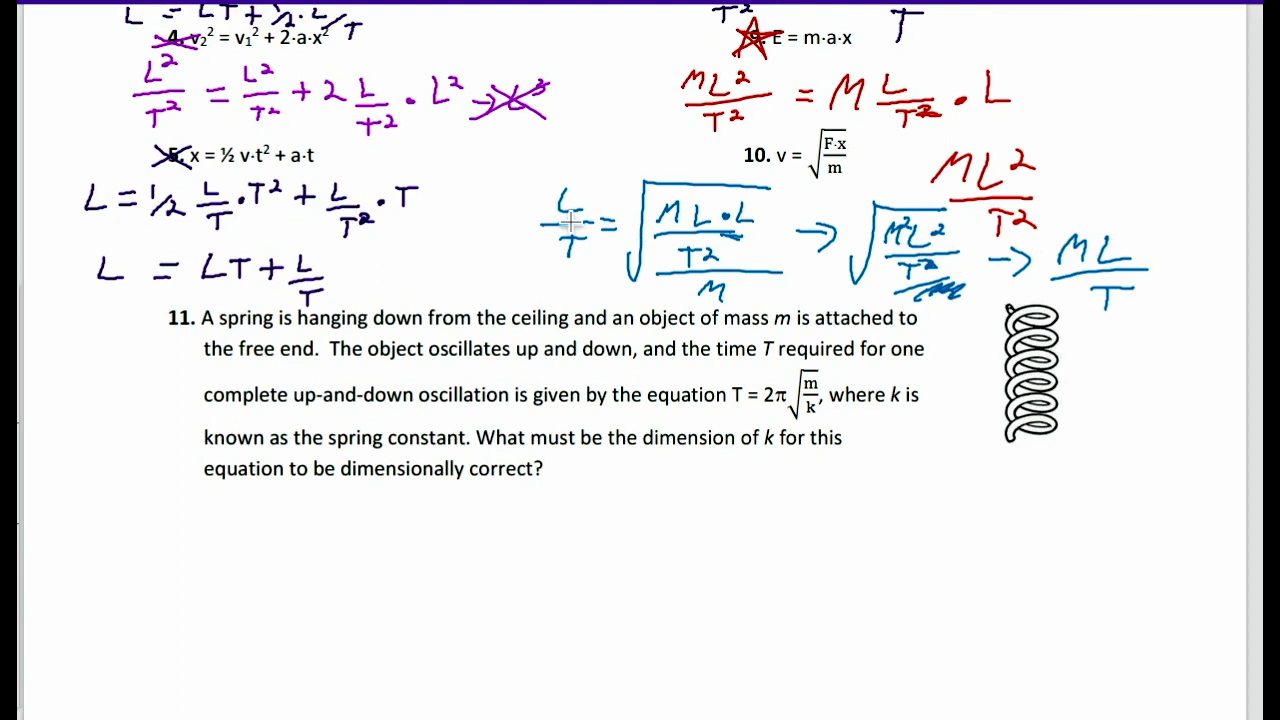 L = LT + 1/2 · L/T
T² T
4. v₂² = v₁² + 2·a·x²
9. E = m·a·x
L²/T² = L²/T² + 2 L/T² · L² → L³
ML²/T² = M L/T² · L
5. x = ½ v·t² + a·t
10. v = √(F·x/m)
ML²/T²
L = 1/2 L/T · T² + L/T² · T
L/T = √((ML·L/T²)/M) → √(M²L²/T²) → ML/T
L = LT + L/T
11. A spring is hanging down from the ceiling and an object of mass m is attached to
the free end. The object oscillates up and down, and the time T required for one
complete up-and-down oscillation is given by the equation T = 2π√(m/k), where k is
known as the spring constant. What must be the dimension of k for this
equation to be dimensionally correct?